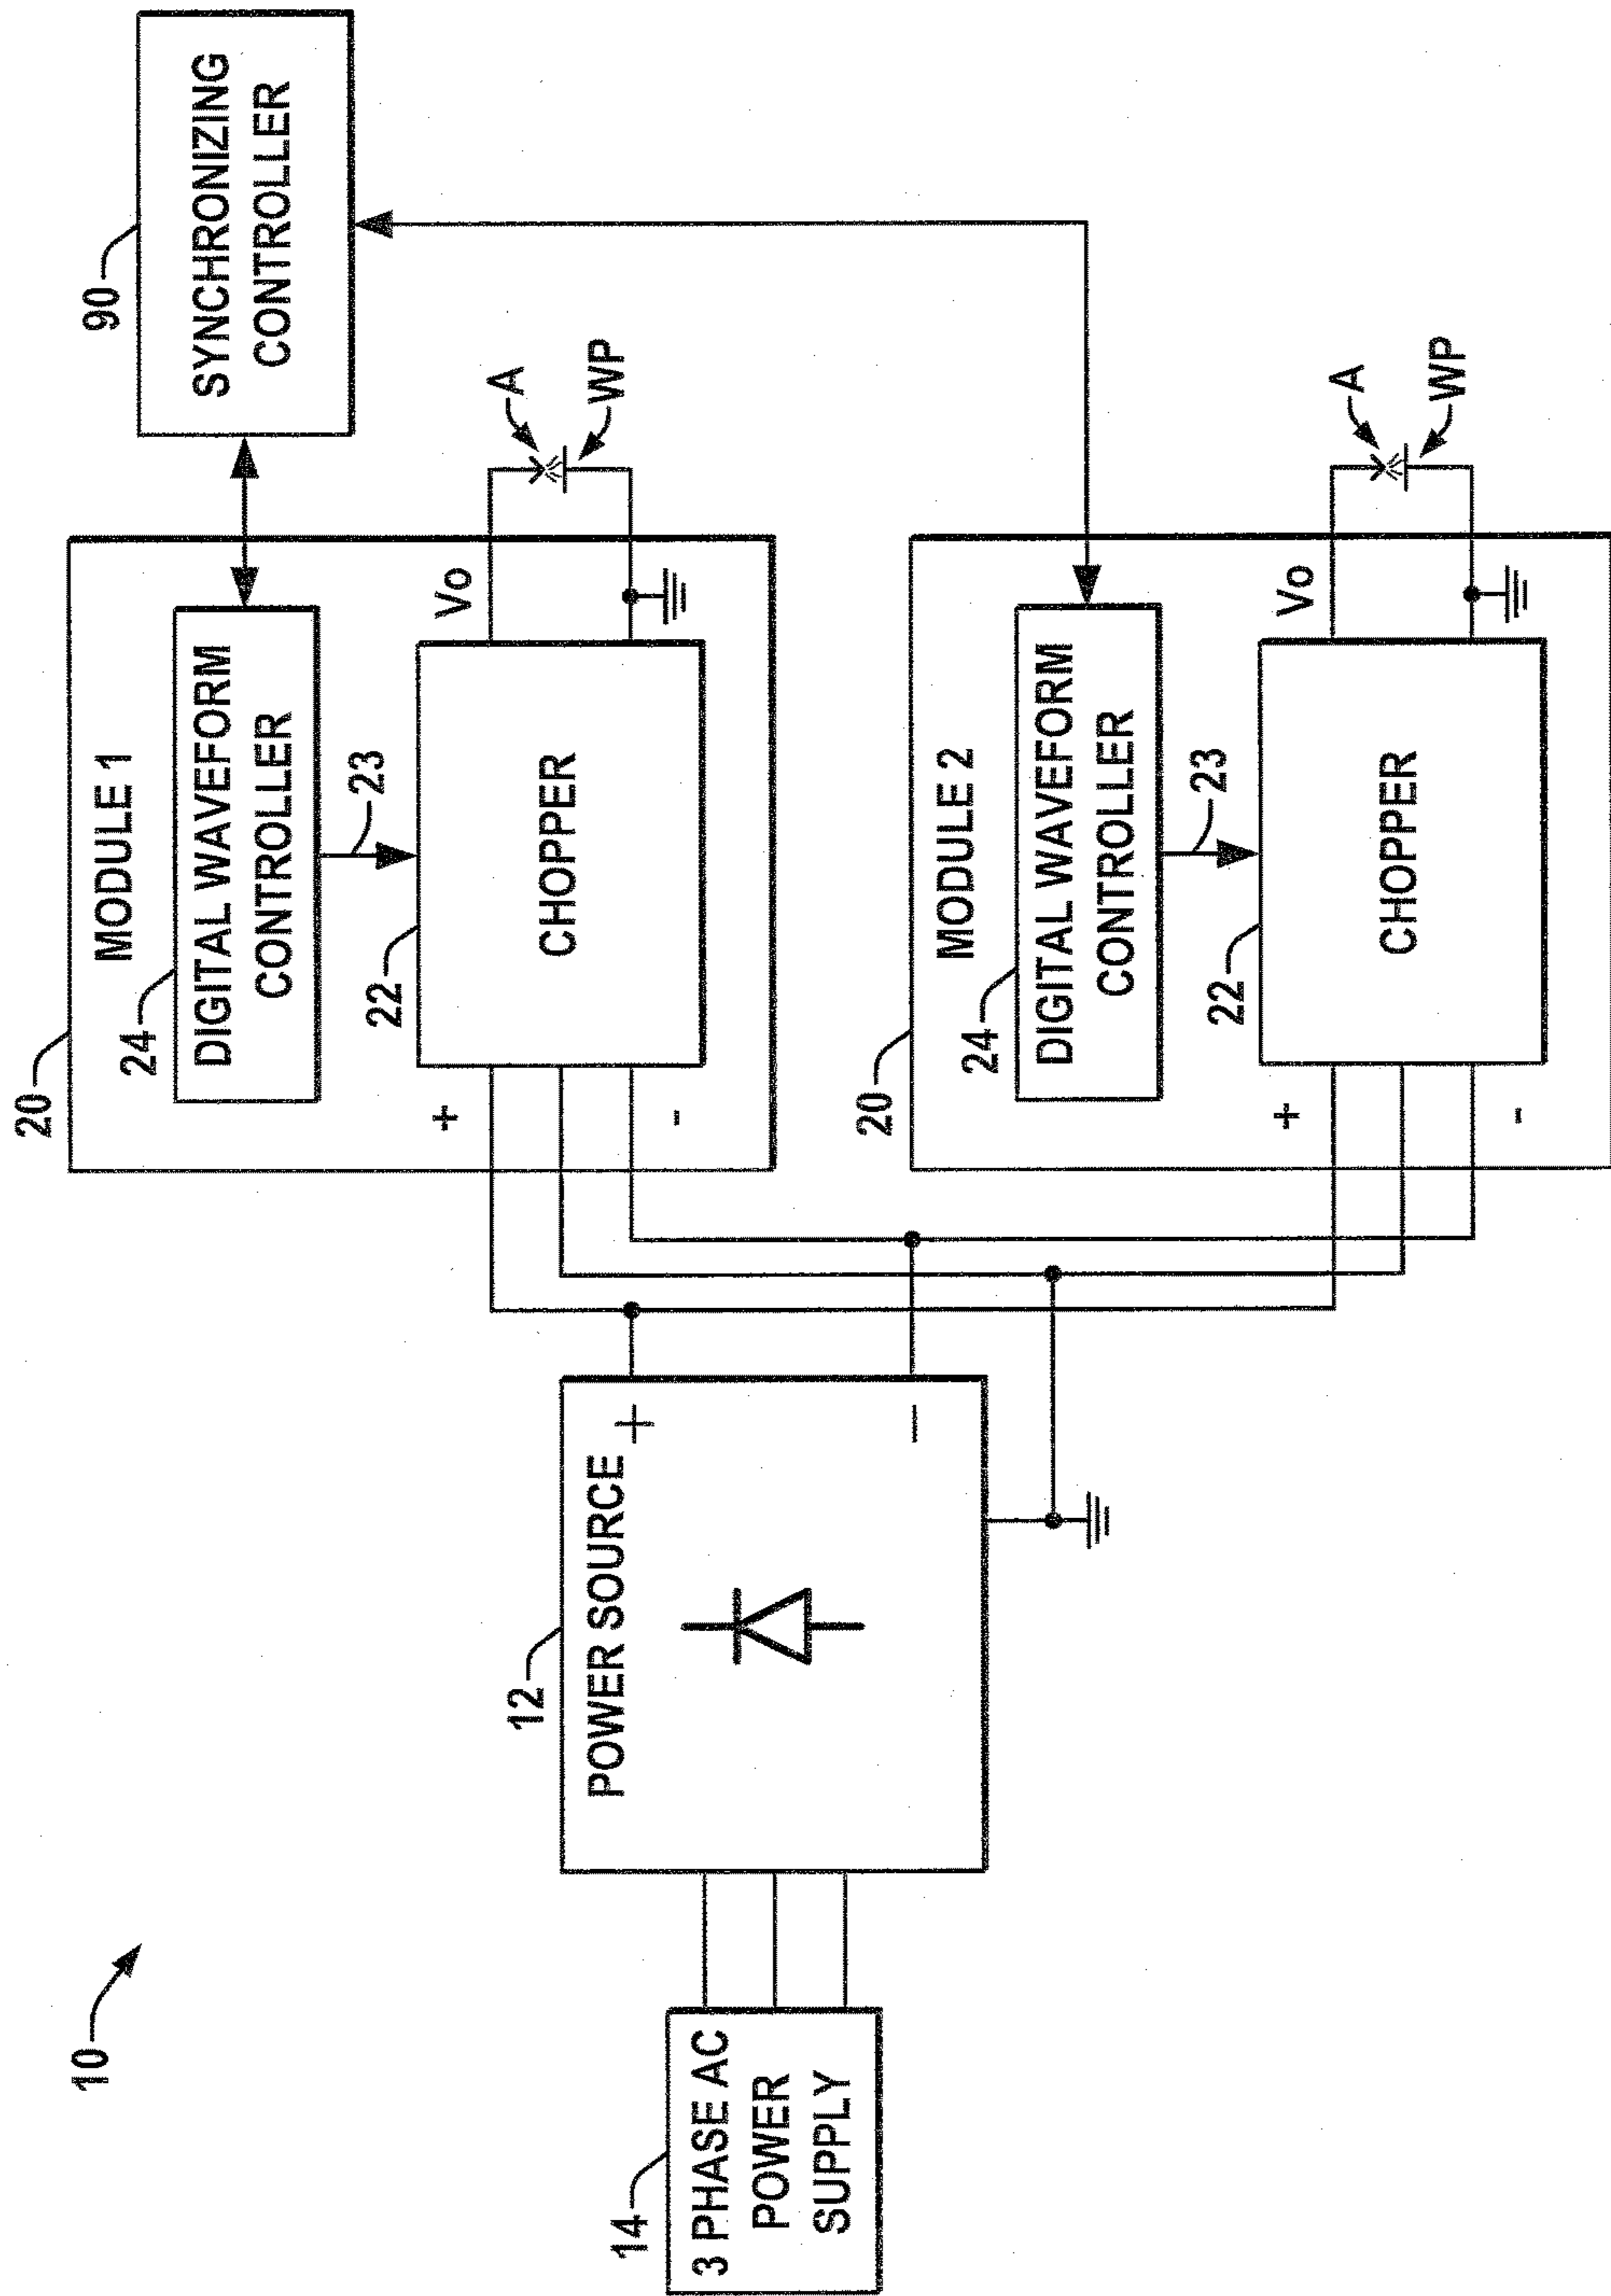 10
14
3 PHASE AC
POWER
SUPPLY
12
POWER SOURCE
+
−
20
MODULE 1
24
DIGITAL WAVEFORM
CONTROLLER
23
22
CHOPPER
+
-
Vo
A
WP
90
SYNCHRONIZING
CONTROLLER
20
MODULE 2
24
DIGITAL WAVEFORM
CONTROLLER
23
22
CHOPPER
+
-
Vo
A
WP